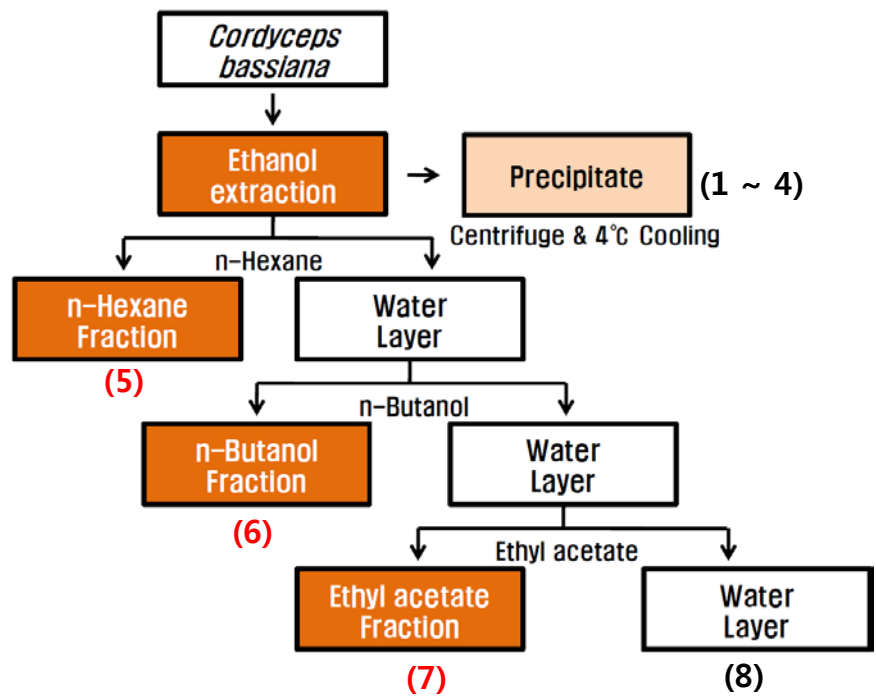 Cordyceps
bassiana
Ethanol
extraction
Precipitate
(1 ~ 4)
Centrifuge & 4℃ Cooling
n-Hexane
n-Hexane
Fraction
(5)
Water
Layer
n-Butanol
n-Butanol
Fraction
(6)
Water
Layer
Ethyl acetate
Ethyl acetate
Fraction
(7)
Water
Layer
(8)